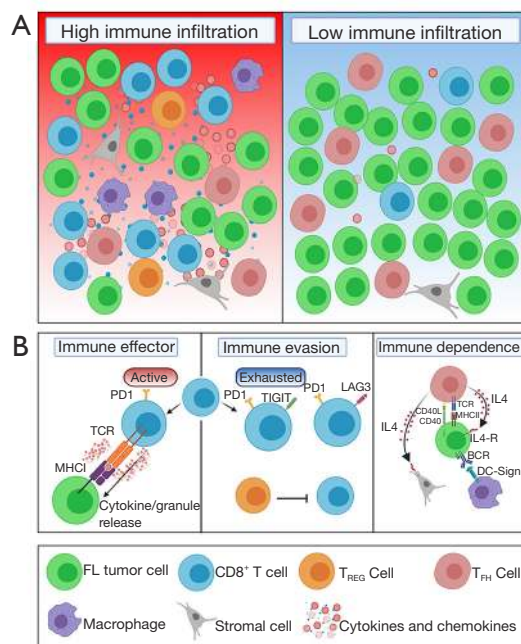 A
High immune infiltration
Low immune infiltration
B
Immune effector
Immune evasion
Immune dependence
Active
PD1
TCR
MHCI
Cytokine/granule
release
Exhausted
PD1
TIGIT
PD1
LAG3
IL4
CD40L
CD40
TCR
MHCII
IL4
IL4-R
BCR
DC-Sign
FL tumor cell
CD8⁺ T cell
T_REG Cell
T_FH Cell
Macrophage
Stromal cell
Cytokines and chemokines